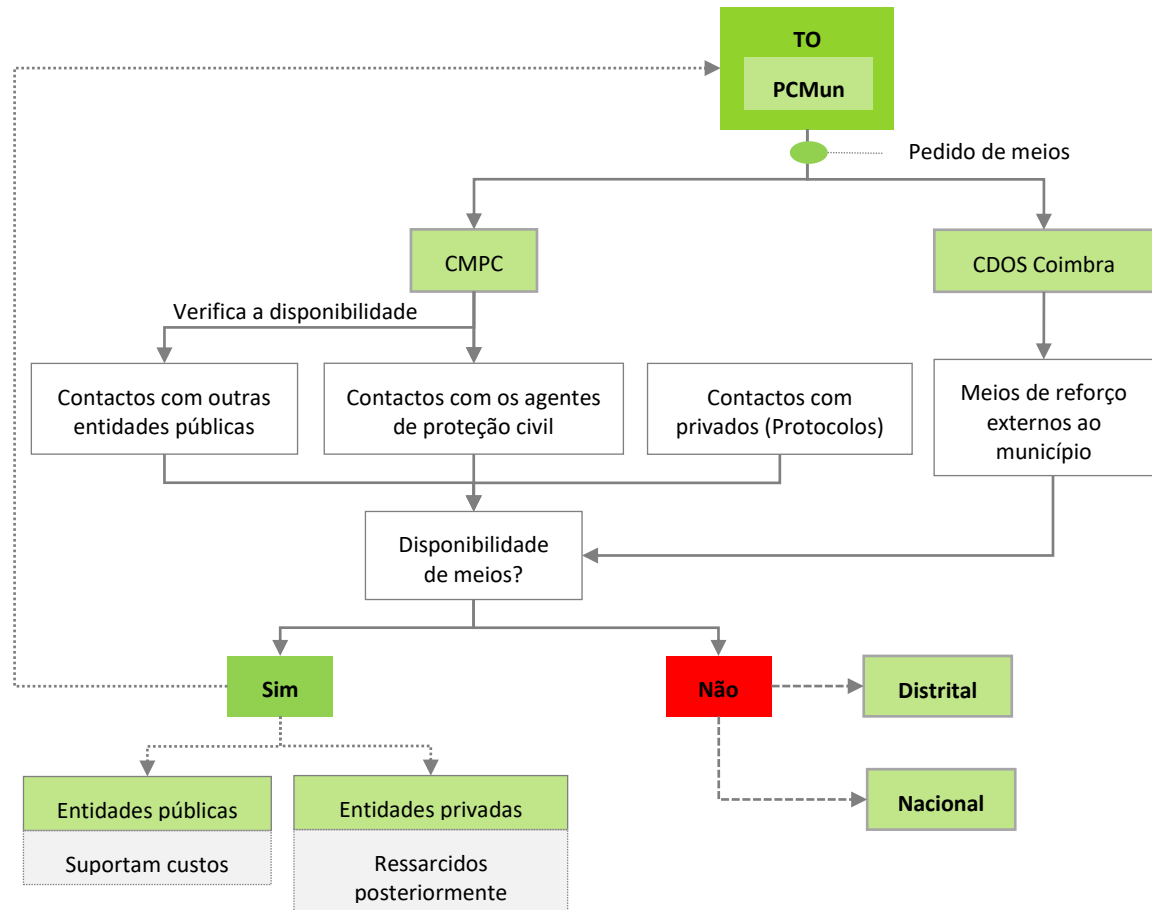 TO
PCMun
Pedido de meios
CMPC
CDOS Coimbra
Verifica a disponibilidade
Contactos com outras
entidades públicas
Contactos com os agentes
de proteção civil
Contactos com
privados (Protocolos)
Meios de reforço
externos ao
município
Disponibilidade
de meios?
Sim
Não
Distrital
Nacional
Entidades públicas
Suportam custos
Entidades privadas
Ressarcidos
posteriormente